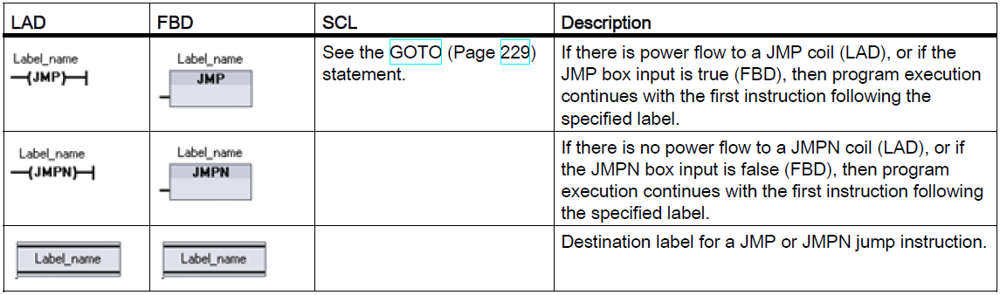 LAD
FBD
SCL
Description
Label_name
JMP
Label_name
JMP
See the GOTO (Page 229)
statement.
If there is power flow to a JMP coil (LAD), or if the
JMP box input is true (FBD), then program execution
continues with the first instruction following the
specified label.
Label_name
JMPN
Label_name
JMPN
If there is no power flow to a JMPN coil (LAD), or if
the JMPN box input is false (FBD), then program
execution continues with the first instruction following
the specified label.
Label_name
Label_name
Destination label for a JMP or JMPN jump instruction.